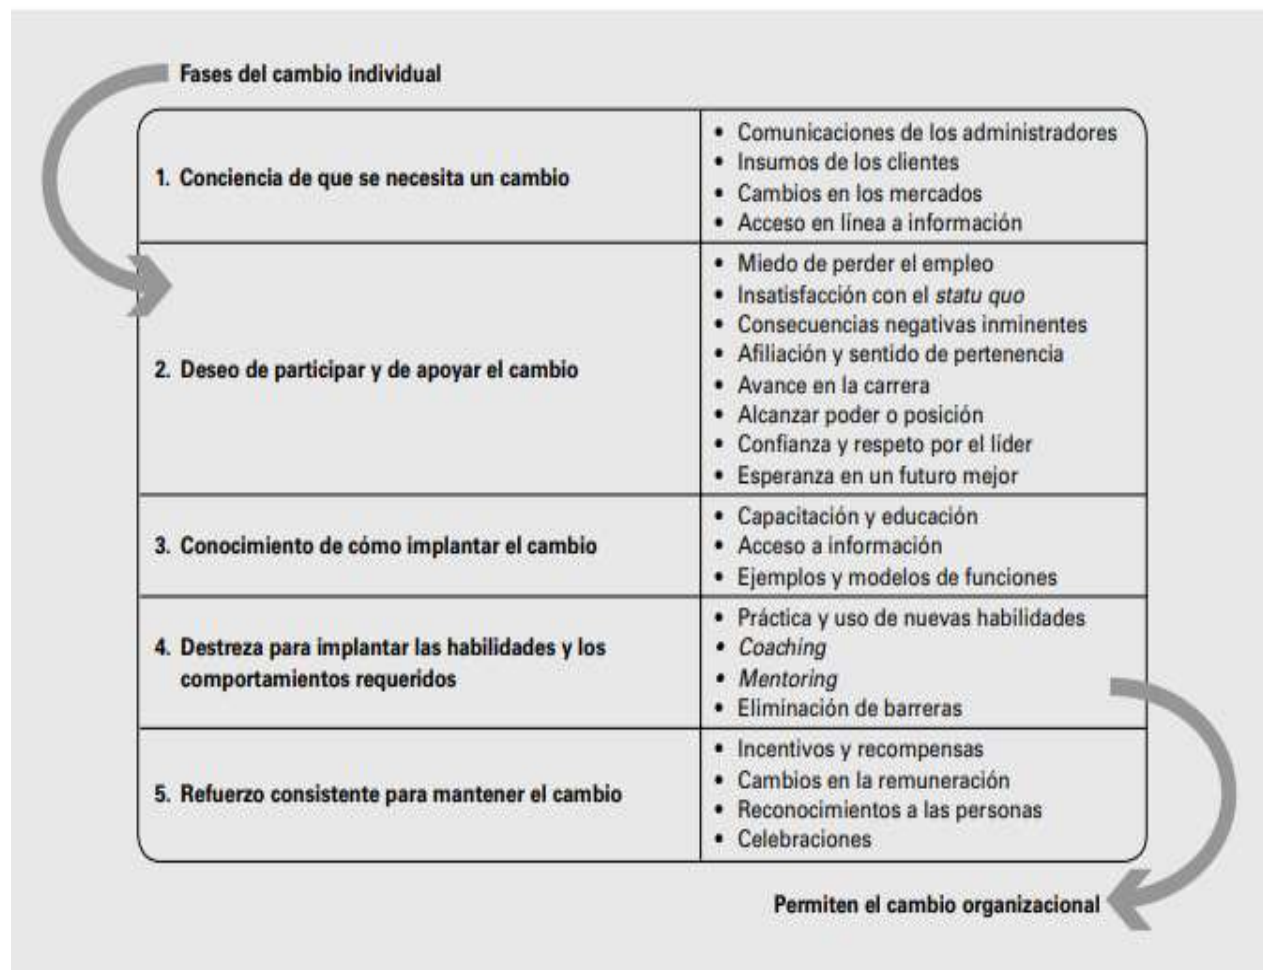 Fases del cambio individual
1. Conciencia de que se necesita un cambio
• Comunicaciones de los administradores
• Insumos de los clientes
• Cambios en los mercados
• Acceso en línea a información
2. Deseo de participar y de apoyar el cambio
• Miedo de perder el empleo
• Insatisfacción con el statu quo
• Consecuencias negativas inminentes
• Afiliación y sentido de pertenencia
• Avance en la carrera
• Alcanzar poder o posición
• Confianza y respeto por el líder
• Esperanza en un futuro mejor
3. Conocimiento de cómo implantar el cambio
• Capacitación y educación
• Acceso a información
• Ejemplos y modelos de funciones
4. Destreza para implantar las habilidades y los
comportamientos requeridos
• Práctica y uso de nuevas habilidades
• Coaching
• Mentoring
• Eliminación de barreras
5. Refuerzo consistente para mantener el cambio
• Incentivos y recompensas
• Cambios en la remuneración
• Reconocimientos a las personas
• Celebraciones
Permiten el cambio organizacional